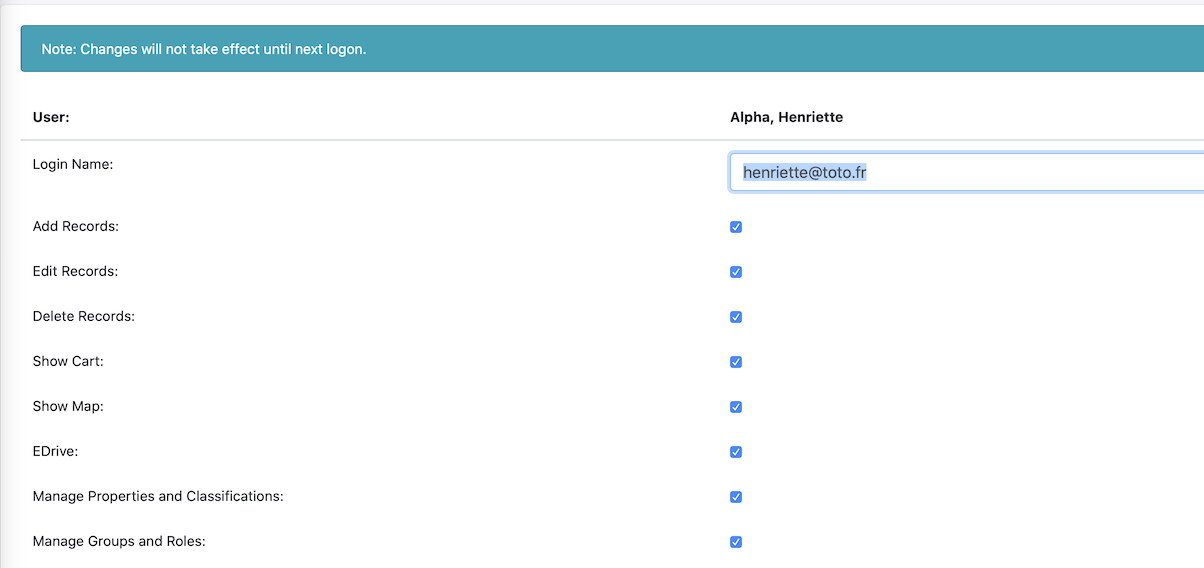 Note: Changes will not take effect until next logon.
User: Alpha, Henriette
Login Name: henriette@toto.fr
Add Records:
Edit Records:
Delete Records:
Show Cart:
Show Map:
EDrive:
Manage Properties and Classifications:
Manage Groups and Roles: